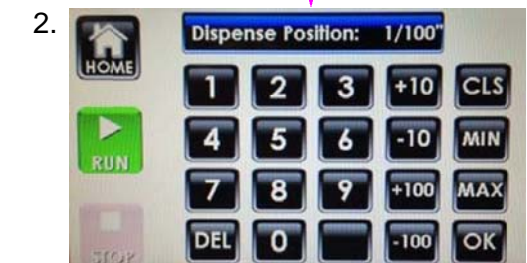 2.
Dispense Position: 1/100"
HOME
1 2 3 +10 CLS
4 5 6 -10 MIN
RUN
7 8 9 +100 MAX
DEL 0 -100 OK
STOP